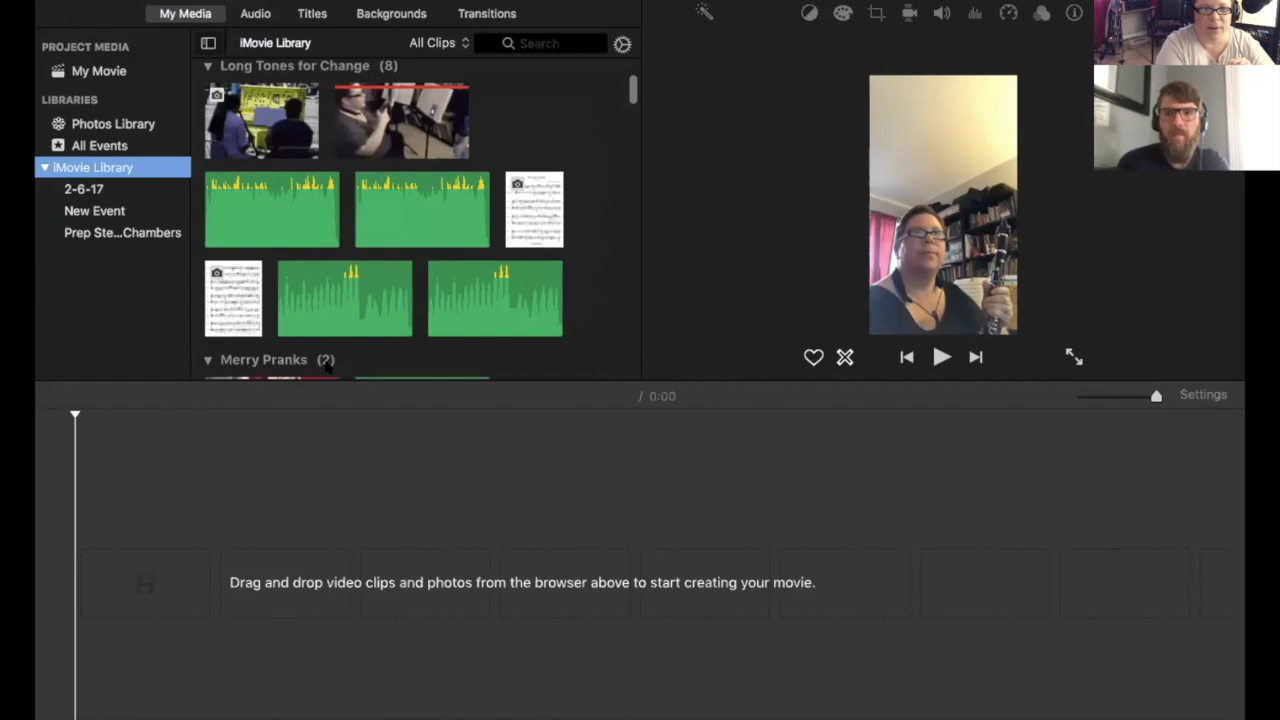 My Media Audio Titles Backgrounds Transitions
PROJECT MEDIA
My Movie
LIBRARIES
Photos Library
All Events
iMovie Library
2-6-17
New Event
Prep Ste...Chambers
iMovie Library All Clips Search
Long Tones for Change (8)
Merry Pranks (2)
/ 0:00
Settings
Drag and drop video clips and photos from the browser above to start creating your movie.